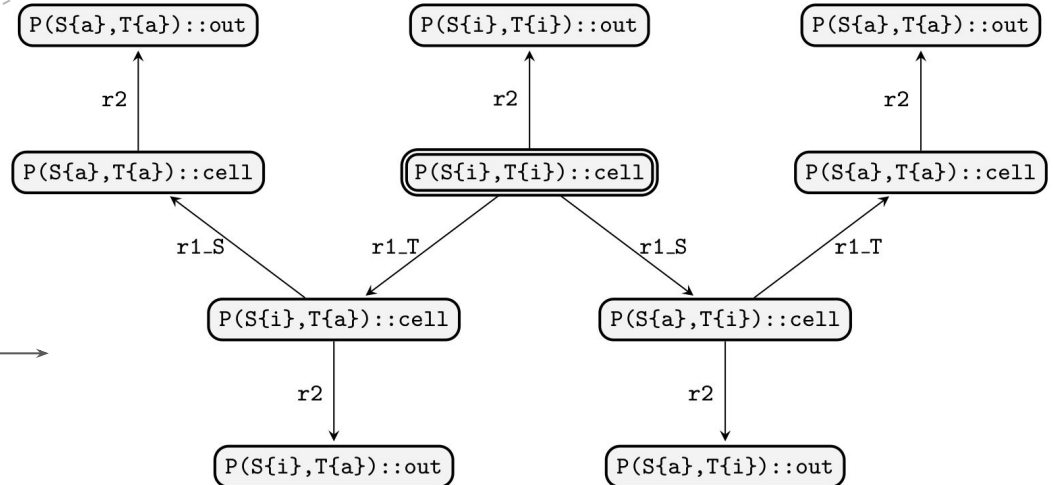 P(S{a},T{a})::out
P(S{i},T{i})::out
P(S{a},T{a})::out
r2
r2
r2
P(S{a},T{a})::cell
P(S{i},T{i})::cell
P(S{a},T{a})::cell
r1_S
r1_T
r1_S
r1_T
P(S{i},T{a})::cell
P(S{a},T{i})::cell
r2
r2
P(S{i},T{a})::out
P(S{a},T{i})::out